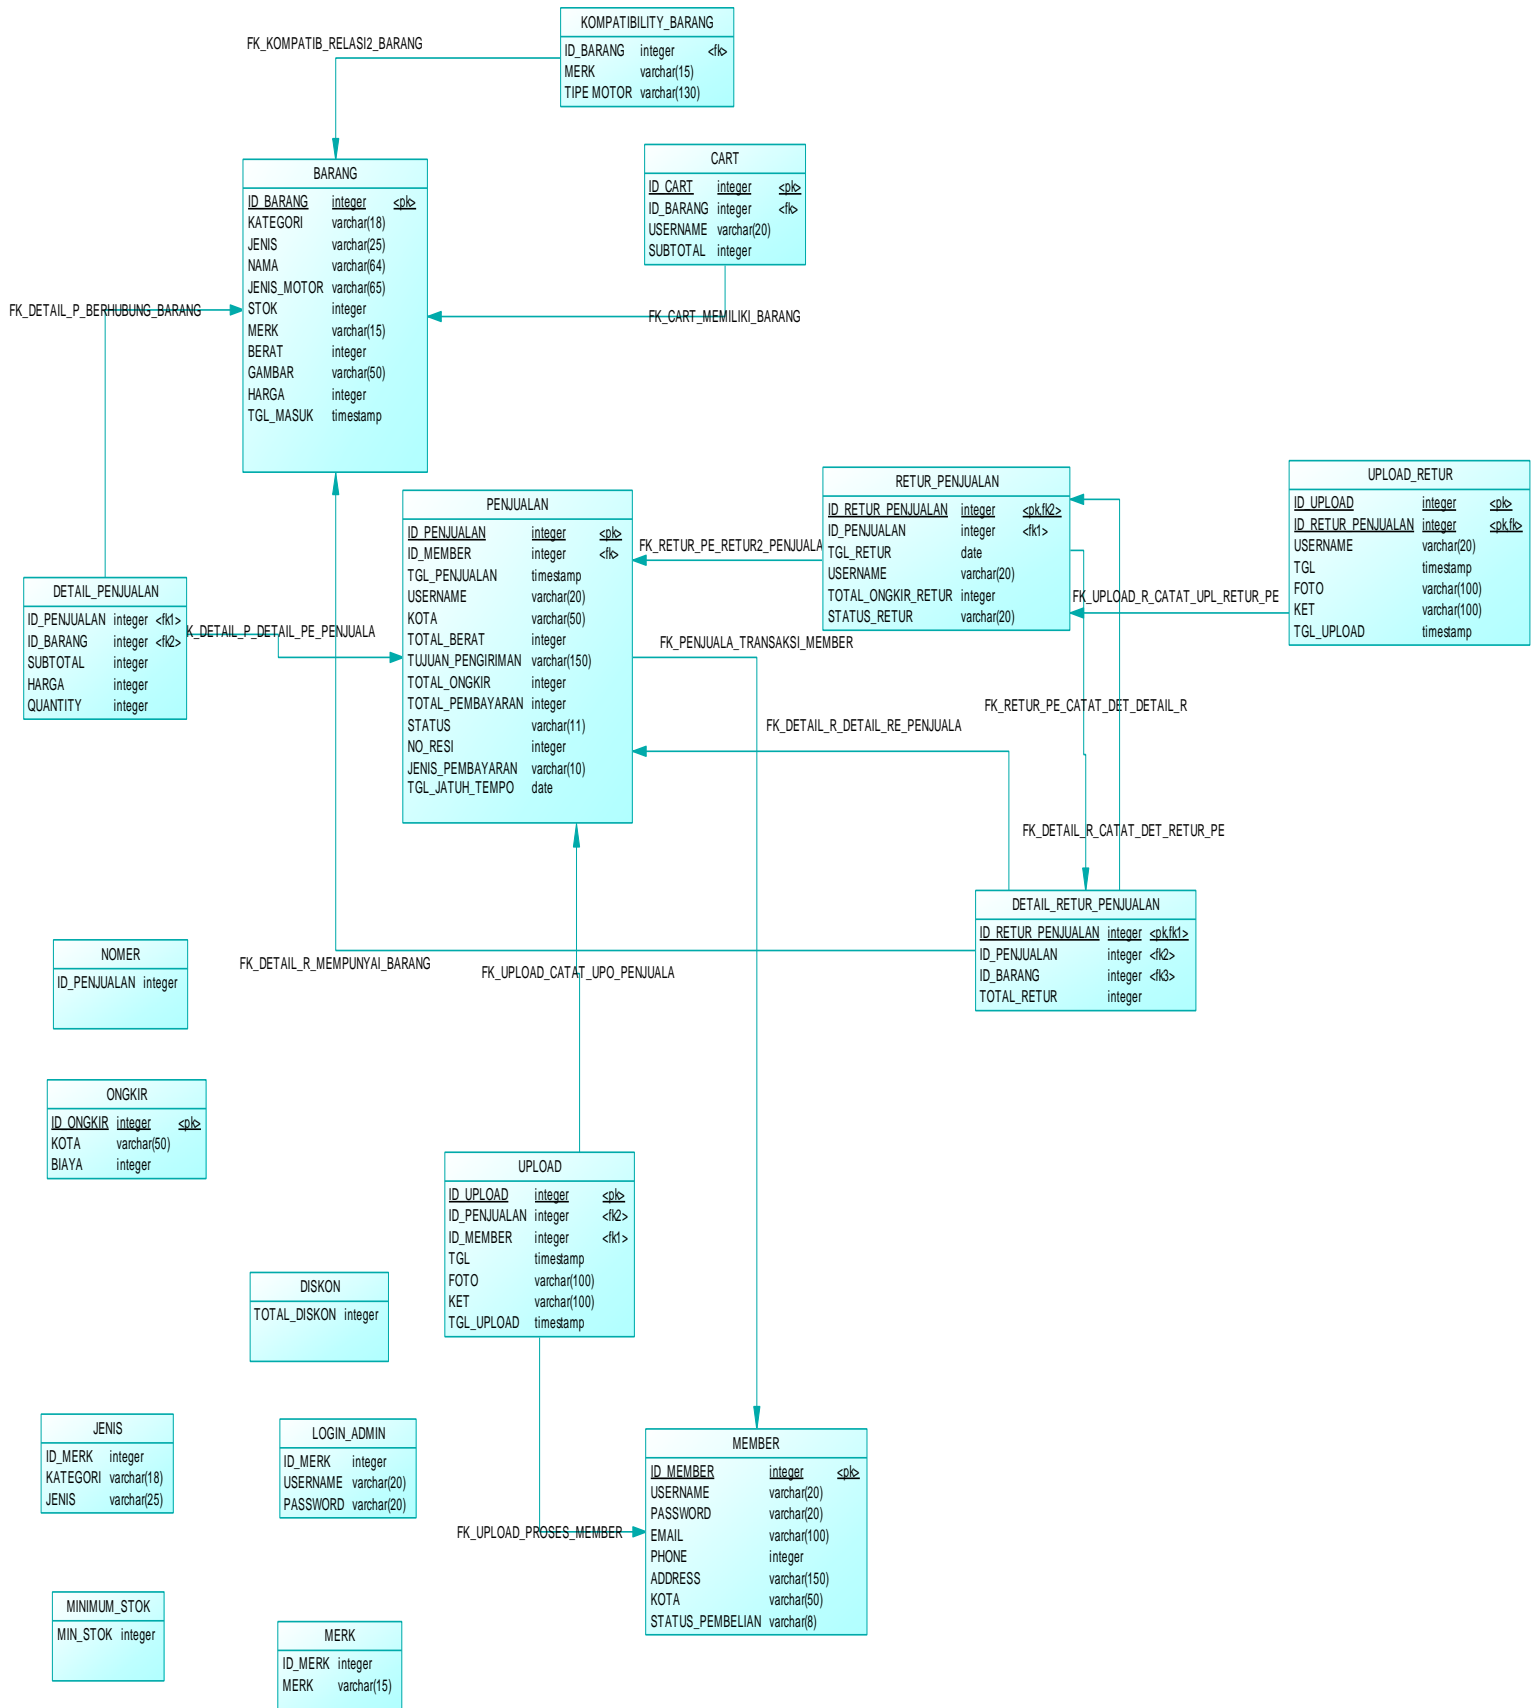 KOMPATIBILITY_BARANG
ID_BARANG integer <fk>
MERK varchar(15)
TIPE MOTOR varchar(130)
FK_KOMPATIB_RELASI2_BARANG
CART
ID_CART integer <pk>
ID_BARANG integer <fk>
USERNAME varchar(20)
SUBTOTAL integer
BARANG
ID_BARANG integer <pk>
KATEGORI varchar(18)
JENIS varchar(25)
NAMA varchar(64)
JENIS_MOTOR varchar(65)
STOK integer
MERK varchar(15)
BERAT integer
GAMBAR varchar(50)
HARGA integer
TGL_MASUK timestamp
FK_DETAIL_P_BERHUBUNG_BARANG
FK_CART_MEMILIKI_BARANG
RETUR_PENJUALAN
ID_RETUR_PENJUALAN integer <pk,fk2>
ID_PENJUALAN integer <fk1>
TGL_RETUR date
USERNAME varchar(20)
TOTAL_ONGKIR_RETUR integer
STATUS_RETUR varchar(20)
UPLOAD_RETUR
ID_UPLOAD integer <pk>
ID_RETUR_PENJUALAN integer <pk,fk>
USERNAME varchar(20)
TGL timestamp
FOTO varchar(100)
KET varchar(100)
TGL_UPLOAD timestamp
PENJUALAN
ID_PENJUALAN integer <pk>
ID_MEMBER integer <fk>
TGL_PENJUALAN timestamp
USERNAME varchar(20)
KOTA varchar(50)
TOTAL_BERAT integer
TUJUAN_PENGIRIMAN varchar(150)
TOTAL_ONGKIR integer
TOTAL_PEMBAYARAN integer
STATUS varchar(11)
NO_RESI integer
JENIS_PEMBAYARAN varchar(10)
TGL_JATUH_TEMPO date
FK_RETUR_PE_RETUR2_PENJUALA
FK_UPLOAD_R_CATAT_UPL_RETUR_PE
DETAIL_PENJUALAN
ID_PENJUALAN integer <fk1>
ID_BARANG integer <fk2>
SUBTOTAL integer
HARGA integer
QUANTITY integer
K_DETAIL_P_DETAIL_PE_PENJUALA
FK_PENJUALA_TRANSAKSI_MEMBER
FK_RETUR_PE_CATAT_DET_DETAIL_R
FK_DETAIL_R_DETAIL_RE_PENJUALA
FK_DETAIL_R_CATAT_DET_RETUR_PE
DETAIL_RETUR_PENJUALAN
ID_RETUR_PENJUALAN integer <pk,fk1>
ID_PENJUALAN integer <fk2>
ID_BARANG integer <fk3>
TOTAL_RETUR integer
FK_DETAIL_R_MEMPUNYAI_BARANG
FK_UPLOAD_CATAT_UPO_PENJUALA
NOMER
ID_PENJUALAN integer
ONGKIR
ID_ONGKIR integer <pk>
KOTA varchar(50)
BIAYA integer
UPLOAD
ID_UPLOAD integer <pk>
ID_PENJUALAN integer <fk2>
ID_MEMBER integer <fk1>
TGL timestamp
FOTO varchar(100)
KET varchar(100)
TGL_UPLOAD timestamp
DISKON
TOTAL_DISKON integer
JENIS
ID_MERK integer
KATEGORI varchar(18)
JENIS varchar(25)
LOGIN_ADMIN
ID_MERK integer
USERNAME varchar(20)
PASSWORD varchar(20)
MEMBER
ID_MEMBER integer <pk>
USERNAME varchar(20)
PASSWORD varchar(20)
EMAIL varchar(100)
PHONE integer
ADDRESS varchar(150)
KOTA varchar(50)
STATUS_PEMBELIAN varchar(8)
FK_UPLOAD_PROSES_MEMBER
MINIMUM_STOK
MIN_STOK integer
MERK
ID_MERK integer
MERK varchar(15)